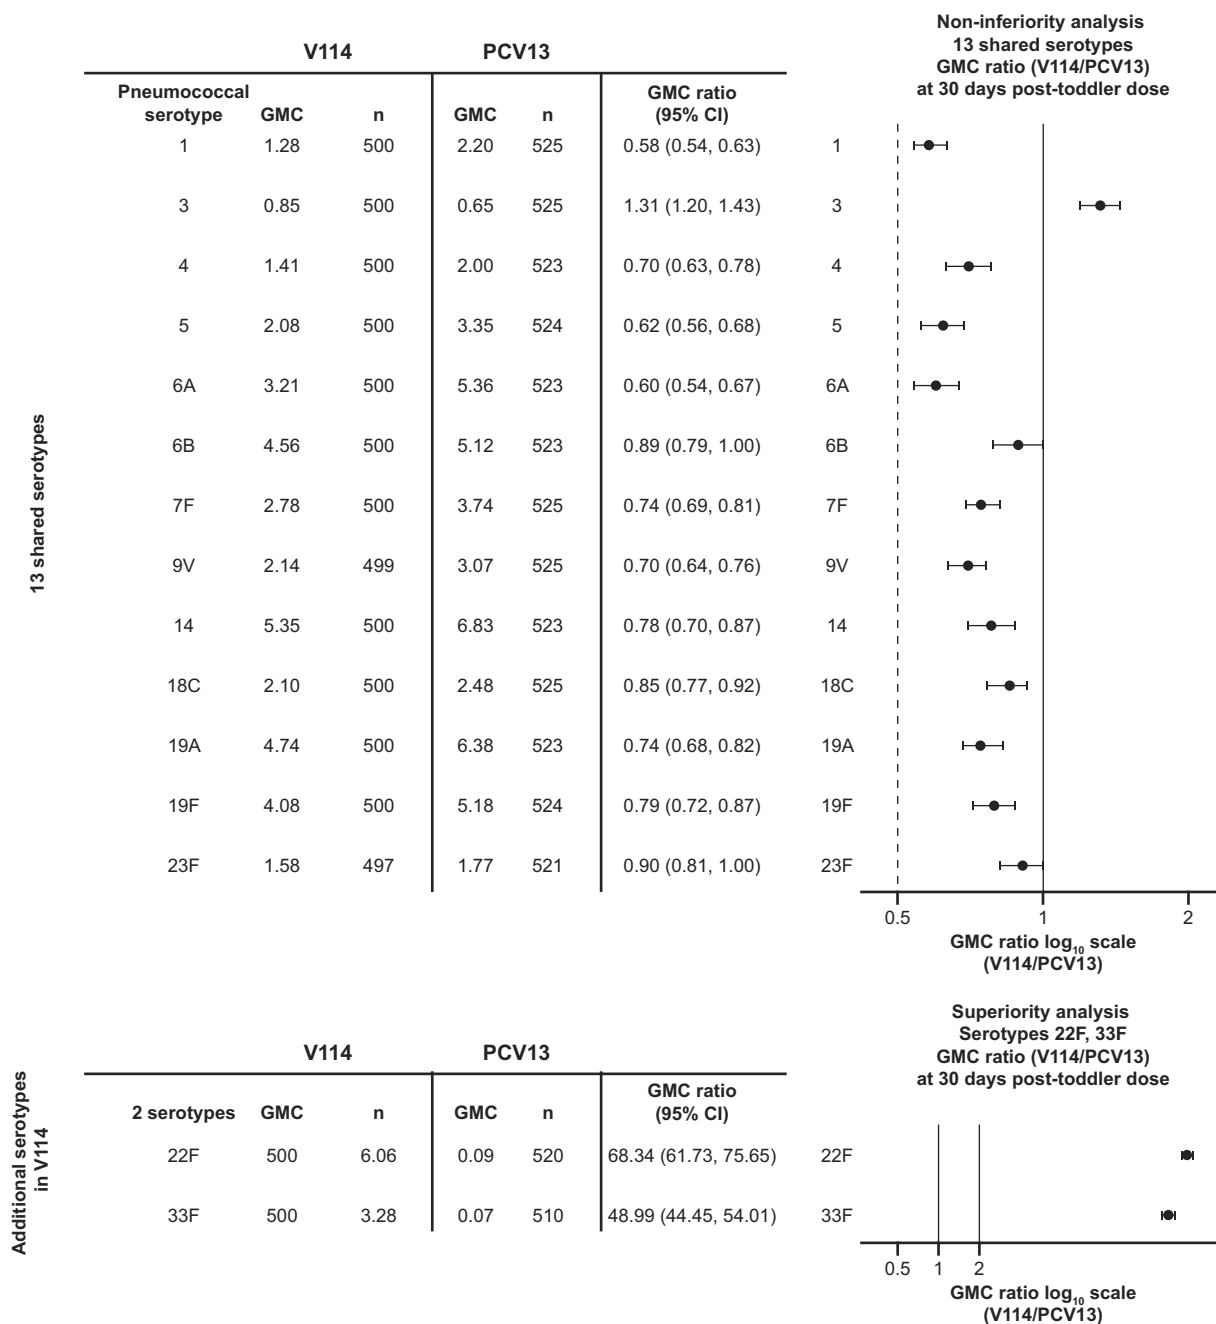 V114 PCV13
Non-inferiority analysis
13 shared serotypes
GMC ratio (V114/PCV13)
at 30 days post-toddler dose
Pneumococcal
serotype GMC n GMC n GMC ratio
(95% CI)
1 1.28 500 2.20 525 0.58 (0.54, 0.63) 1
3 0.85 500 0.65 525 1.31 (1.20, 1.43) 3
4 1.41 500 2.00 523 0.70 (0.63, 0.78) 4
5 2.08 500 3.35 524 0.62 (0.56, 0.68) 5
6A 3.21 500 5.36 523 0.60 (0.54, 0.67) 6A
6B 4.56 500 5.12 523 0.89 (0.79, 1.00) 6B
7F 2.78 500 3.74 525 0.74 (0.69, 0.81) 7F
9V 2.14 499 3.07 525 0.70 (0.64, 0.76) 9V
14 5.35 500 6.83 523 0.78 (0.70, 0.87) 14
18C 2.10 500 2.48 525 0.85 (0.77, 0.92) 18C
19A 4.74 500 6.38 523 0.74 (0.68, 0.82) 19A
19F 4.08 500 5.18 524 0.79 (0.72, 0.87) 19F
23F 1.58 497 1.77 521 0.90 (0.81, 1.00) 23F
13 shared serotypes
0.5 1 2
GMC ratio log10 scale
(V114/PCV13)
Superiority analysis
Serotypes 22F, 33F
GMC ratio (V114/PCV13)
at 30 days post-toddler dose
V114 PCV13
2 serotypes GMC n GMC n GMC ratio
(95% CI)
22F 500 6.06 0.09 520 68.34 (61.73, 75.65) 22F
33F 500 3.28 0.07 510 48.99 (44.45, 54.01) 33F
Additional serotypes
in V114
0.5 1 2
GMC ratio log10 scale
(V114/PCV13)